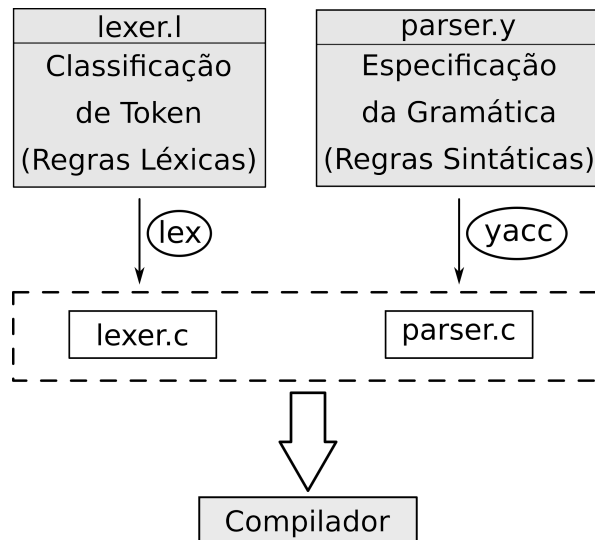 lexer.l
Classificação
de Token
(Regras Léxicas)
parser.y
Especificação
da Gramática
(Regras Sintáticas)
lex
yacc
lexer.c
parser.c
Compilador